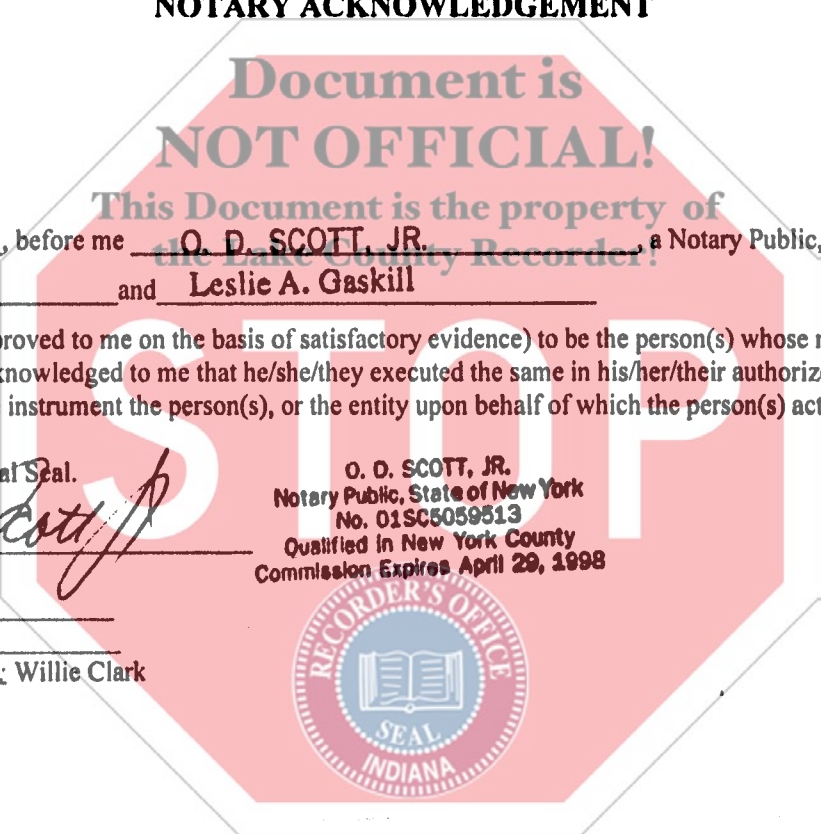 NOTARY ACKNOWLEDGEMENT
Document is
NOT OFFICIAL!
This Document is the property of
the Lake County Recorder!
, before me O. D. SCOTT, JR. , a Notary Public,
and Leslie A. Gaskill
proved to me on the basis of satisfactory evidence) to be the person(s) whose
knowledged to me that he/she/they executed the same in his/her/their authoriz
instrument the person(s), or the entity upon behalf of which the person(s) act
STOP
al Seal.
Scott Jr
O. D. SCOTT, JR.
Notary Public, State of New York
No. 01SC5059513
Qualified in New York County
Commission Expires April 29, 1998
: Willie Clark
RECORDER'S OFFICE
SEAL
INDIANA